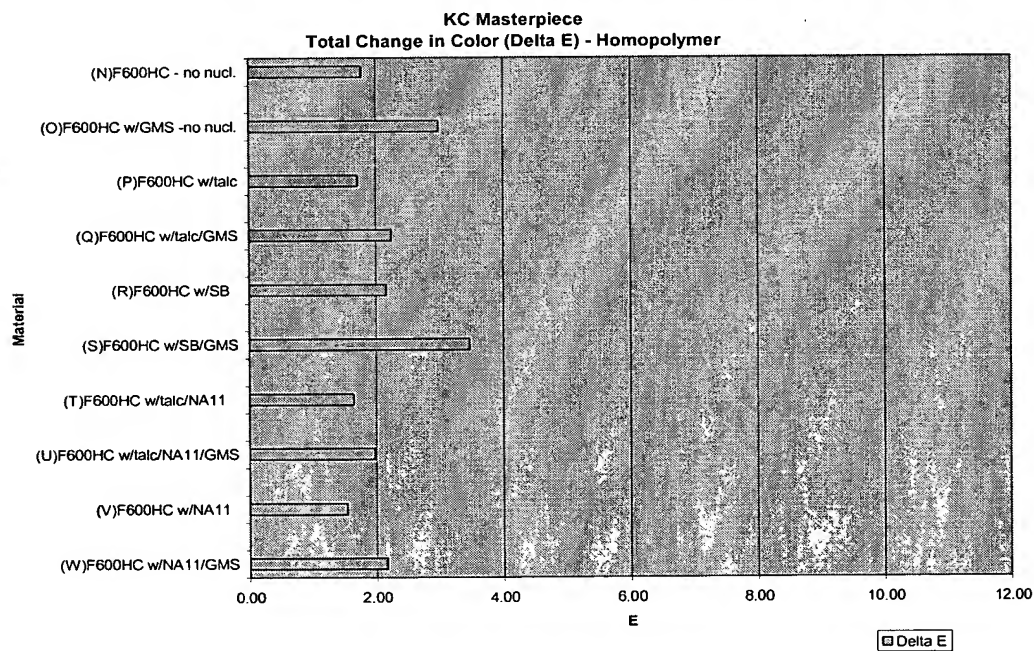 KC Masterpiece
Total Change in Color (Delta E) - Homopolymer
Material
(N)F600HC - no nucl.
(O)F600HC w/GMS -no nucl.
(P)F600HC w/talc
(Q)F600HC w/talc/GMS
(R)F600HC w/SB
(S)F600HC w/SB/GMS
(T)F600HC w/talc/NA11
(U)F600HC w/talc/NA11/GMS
(V)F600HC w/NA11
(W)F600HC w/NA11/GMS
0.00 2.00 4.00 6.00 8.00 10.00 12.00
E
Delta E